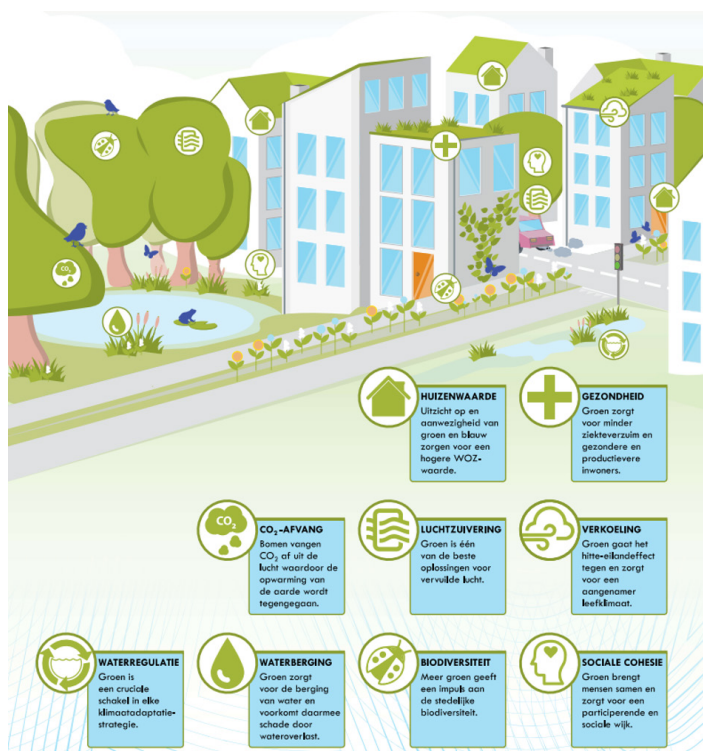 CO₂
HUIZENWAARDE
Uitzicht op en
aanwezigheid van
groen en blauw
zorgen voor een
hogere WOZ-
waarde.
GEZONDHEID
Groen zorgt
voor minder
ziekteverzuim en
gezondere en
productievere
inwoners.
CO₂
CO₂-AFVANG
Bomen vangen
CO₂ af uit de
lucht waardoor de
opwarming van
de aarde wordt
tegengegaan.
LUCHTZUIVERING
Groen is één
van de beste
oplossingen voor
vervuilde lucht.
VERKOELING
Groen gaat het
hitte-eilandeffect
tegen en zorgt
voor een
aangenamer
leefklimaat.
WATERREGULATIE
Groen is
een cruciale
schakel in elke
klimaatadaptatie-
strategie.
WATERBERGING
Groen zorgt
voor de berging
van water en
voorkomt daarmee
schade door
wateroverlast.
BIODIVERSITEIT
Meer groen geeft
een impuls aan
de stedelijke
biodiversiteit.
SOCIALE COHESIE
Groen brengt
mensen samen en
zorgt voor een
participerende en
sociale wijk.